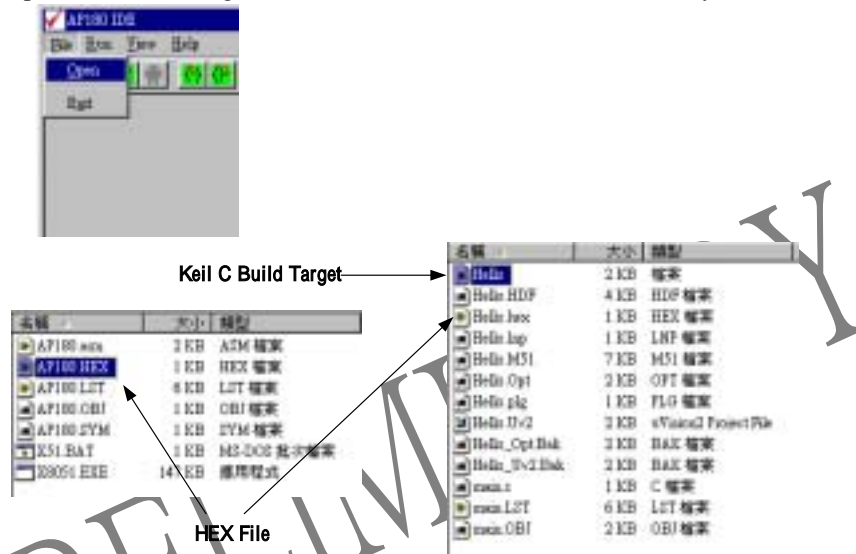 AF180 IDE
File Run View Help
Open
Exit
Keil C Build Target
名稱 大小 類型
Hello 2 KB 檔案
Hello.HDF 4 KB HDF 檔案
Hello.hex 1 KB HEX 檔案
Hello.lnp 1 KB LNP 檔案
Hello.M51 7 KB M51 檔案
Hello.Opt 2 KB OPT 檔案
Hello.plg 1 KB PLG 檔案
Hello.Uv2 2 KB uVision2 Project File
Hello_Opt.Bak 2 KB BAK 檔案
Hello_Uv2.Bak 2 KB BAK 檔案
main.c 1 KB C 檔案
main.LST 6 KB LST 檔案
main.OBJ 2 KB OBJ 檔案
名稱 大小 類型
AF180.asm 2 KB ASM 檔案
AF180.HEX 1 KB HEX 檔案
AF180.LST 6 KB LST 檔案
AF180.OBJ 1 KB OBJ 檔案
AF180.SYM 1 KB SYM 檔案
X51.BAT 1 KB MS-DOS 批次檔案
X8051.EXE KB 應用程式
HEX File